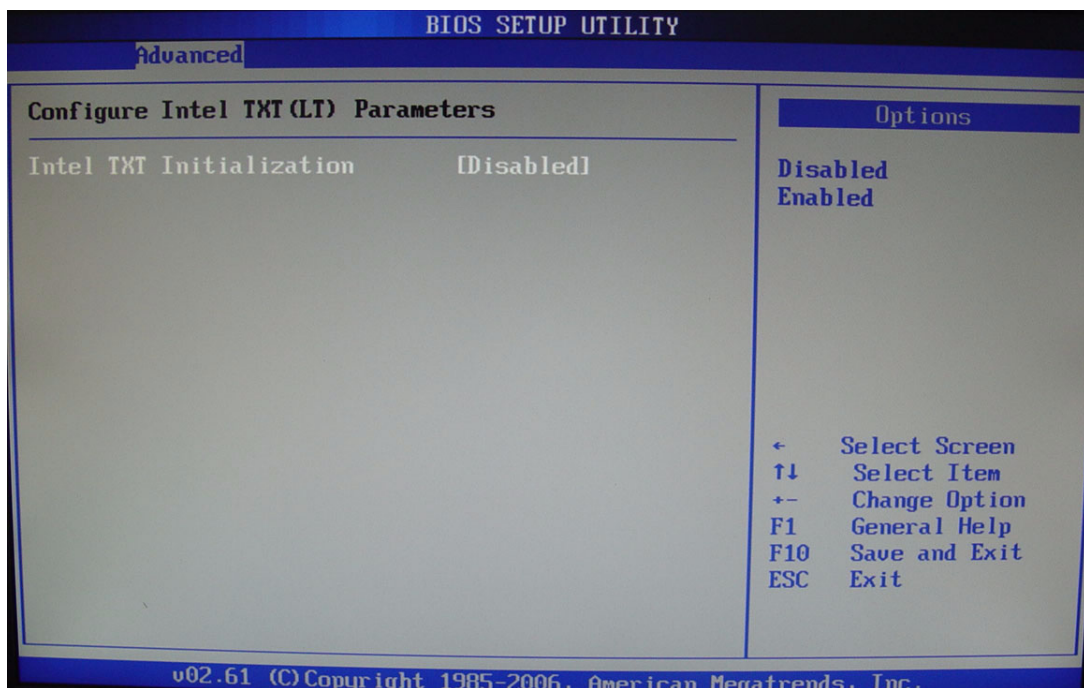 BIOS SETUP UTILITY
Advanced
Configure Intel TXT(LT) Parameters
Intel TXT Initialization [Disabled]
Options
Disabled
Enabled
← Select Screen
↑↓ Select Item
+- Change Option
F1 General Help
F10 Save and Exit
ESC Exit
v02.61 (C)Copyright 1985-2006, American Megatrends, Inc.